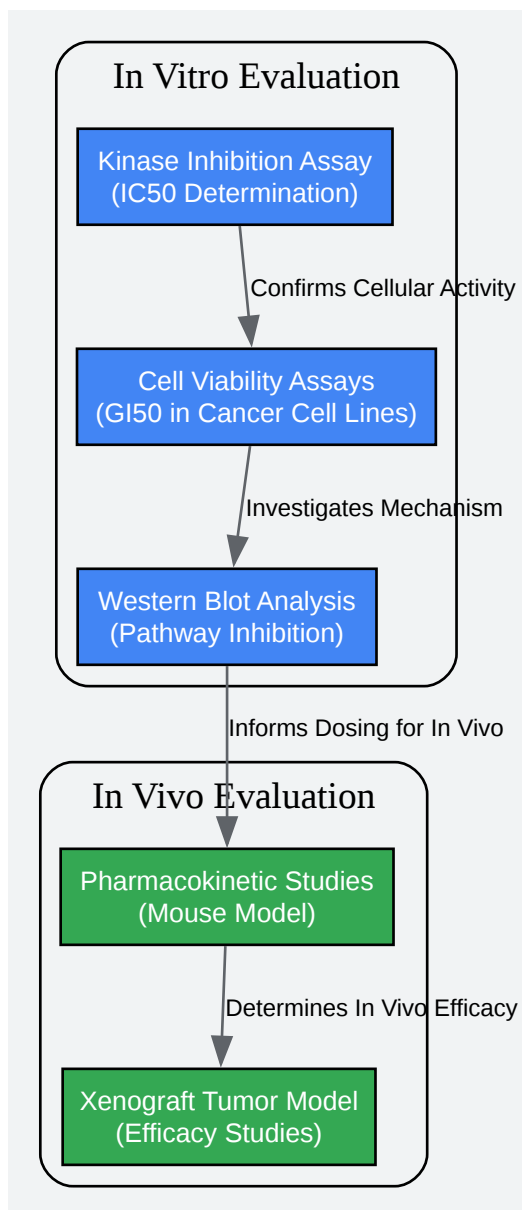 In Vitro Evaluation
Kinase Inhibition Assay
(IC50 Determination)
Confirms Cellular Activity
Cell Viability Assays
(GI50 in Cancer Cell Lines)
Investigates Mechanism
Western Blot Analysis
(Pathway Inhibition)
Informs Dosing for In Vivo
In Vivo Evaluation
Pharmacokinetic Studies
(Mouse Model)
Determines In Vivo Efficacy
Xenograft Tumor Model
(Efficacy Studies)